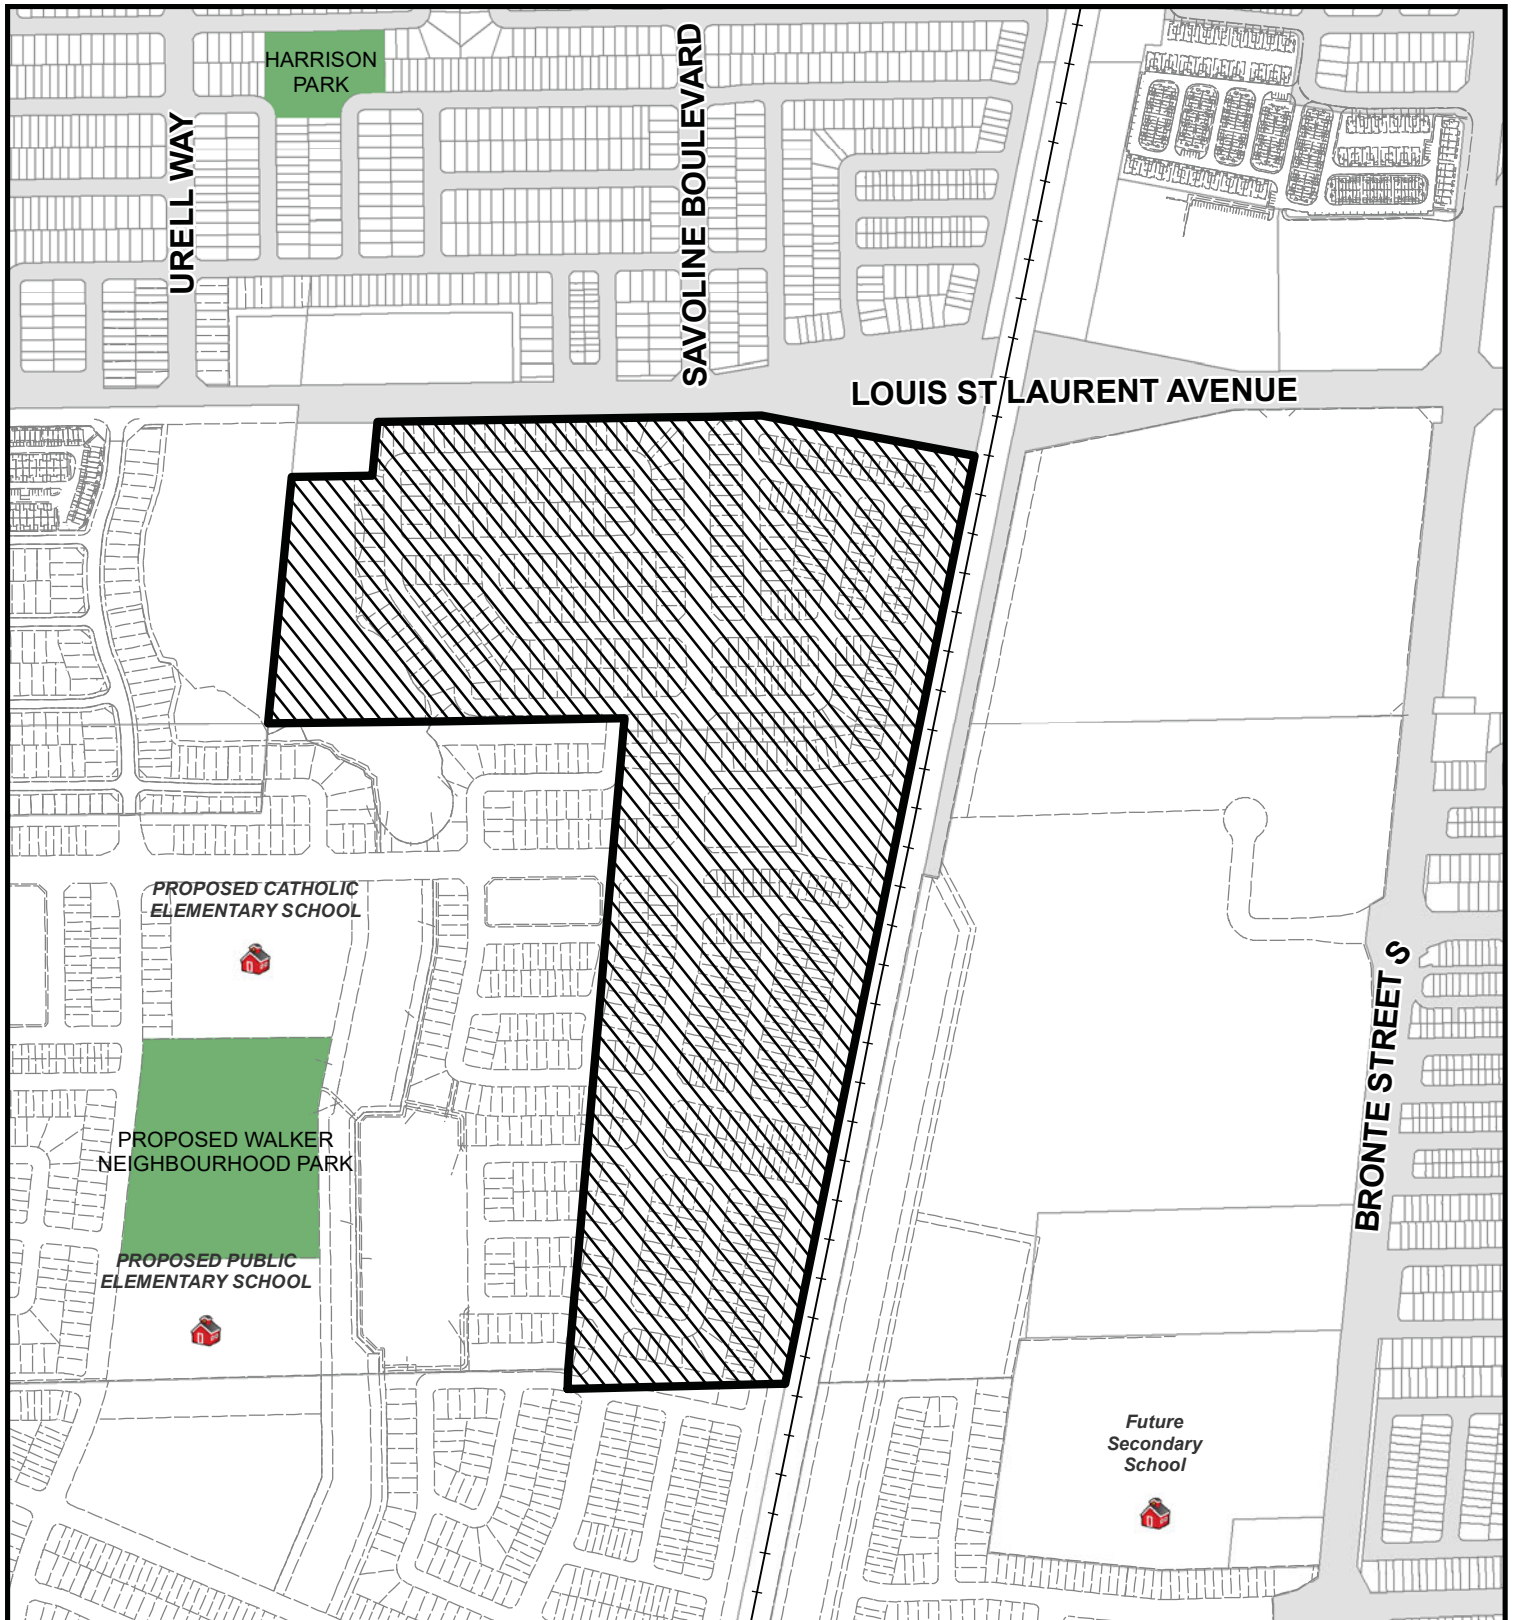 HARRISON
PARK
URELL WAY
SAVOLINE BOULEVARD
LOUIS ST LAURENT AVENUE
PROPOSED CATHOLIC
ELEMENTARY SCHOOL
PROPOSED WALKER
NEIGHBOURHOOD PARK
PROPOSED PUBLIC
ELEMENTARY SCHOOL
BRONTE STREET S
Future
Secondary
School